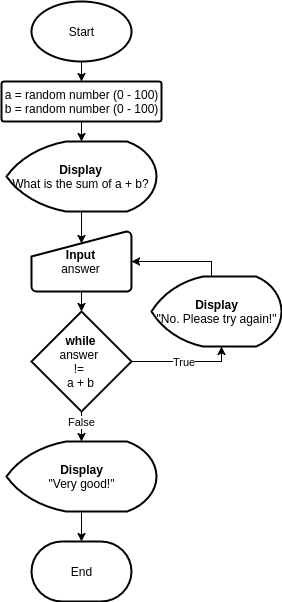 Start
a = random number (0 - 100)
b = random number (0 - 100)
Display
What is the sum of a + b?
Input
answer
Display
"No. Please try again!"
while
answer
!=
a + b
True
False
Display
"Very good!"
End